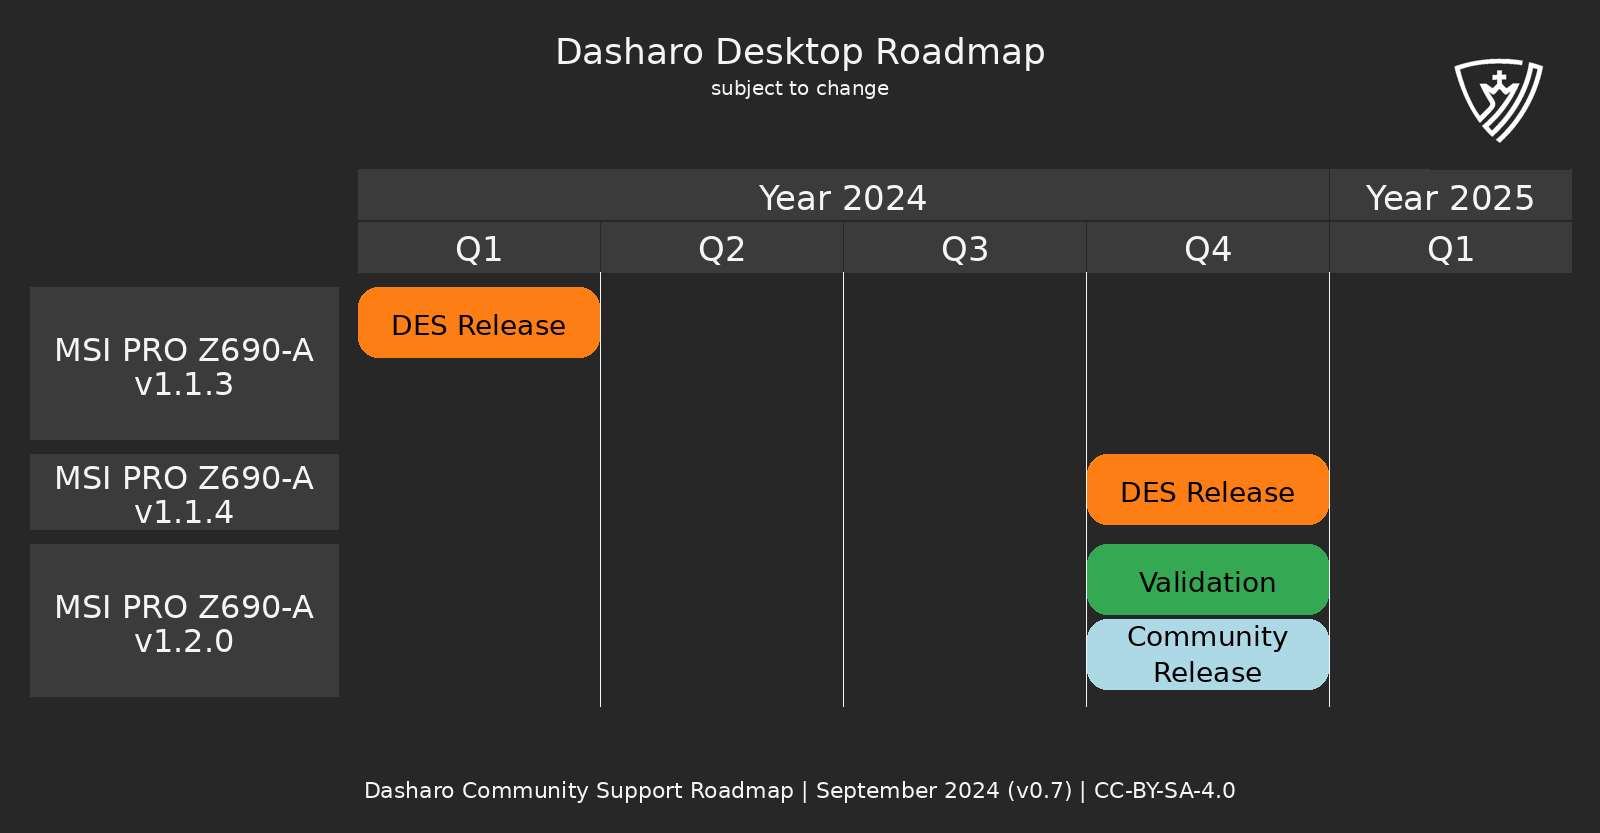 Dasharo Desktop Roadmap
subject to change
Year 2024
Year 2025
Q1
Q2
Q3
Q4
Q1
MSI PRO Z690-A
v1.1.3
DES Release
MSI PRO Z690-A
v1.1.4
DES Release
MSI PRO Z690-A
v1.2.0
Validation
Community
Release
Dasharo Community Support Roadmap | September 2024 (v0.7) | CC-BY-SA-4.0